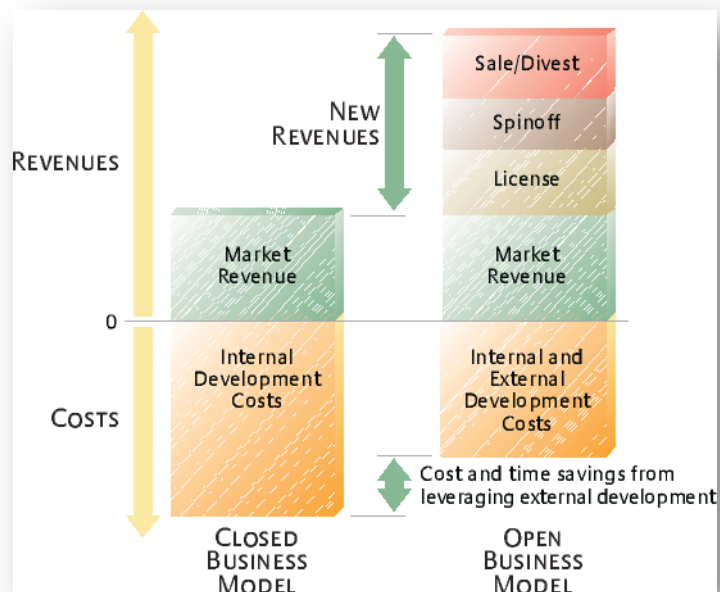 Sale/Divest
NEW
REVENUES
Spinoff
REVENUES
License
Market
Revenue
Market
Revenue
0
Internal
Development
Costs
Internal and
External
Development
Costs
COSTS
Cost and time savings from
leveraging external development
CLOSED
BUSINESS
MODEL
OPEN
BUSINESS
MODEL